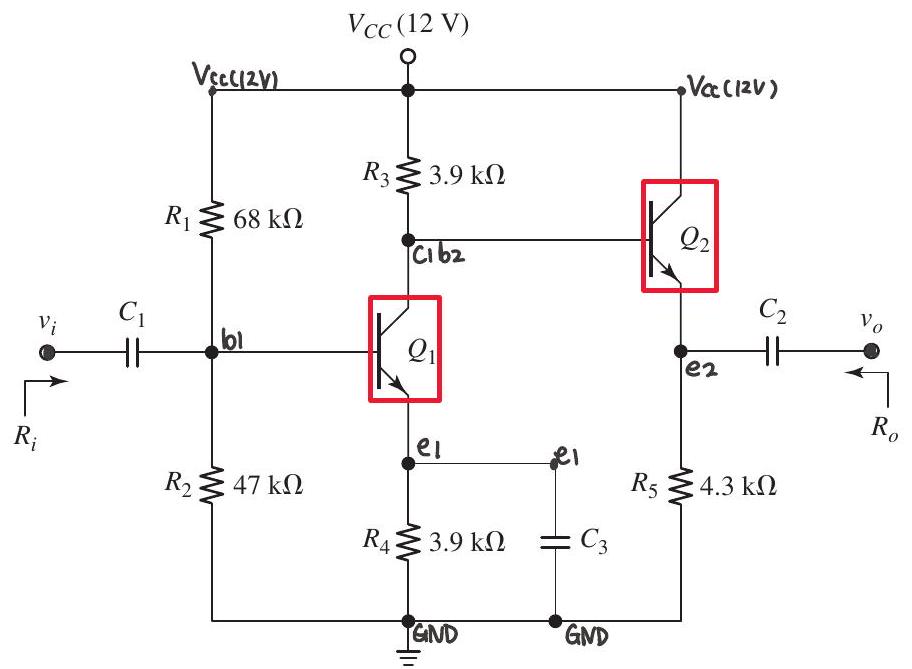 V_CC (12 V)
Vcc(12V)
Vcc(12V)
R_3 3.9 kΩ
R_1 68 kΩ
c1b2
Q_2
C_1
v_i
b1
Q_1
C_2
v_o
e2
R_i
R_o
e1
e1
R_2 47 kΩ
R_5 4.3 kΩ
R_4 3.9 kΩ
C_3
GND
GND